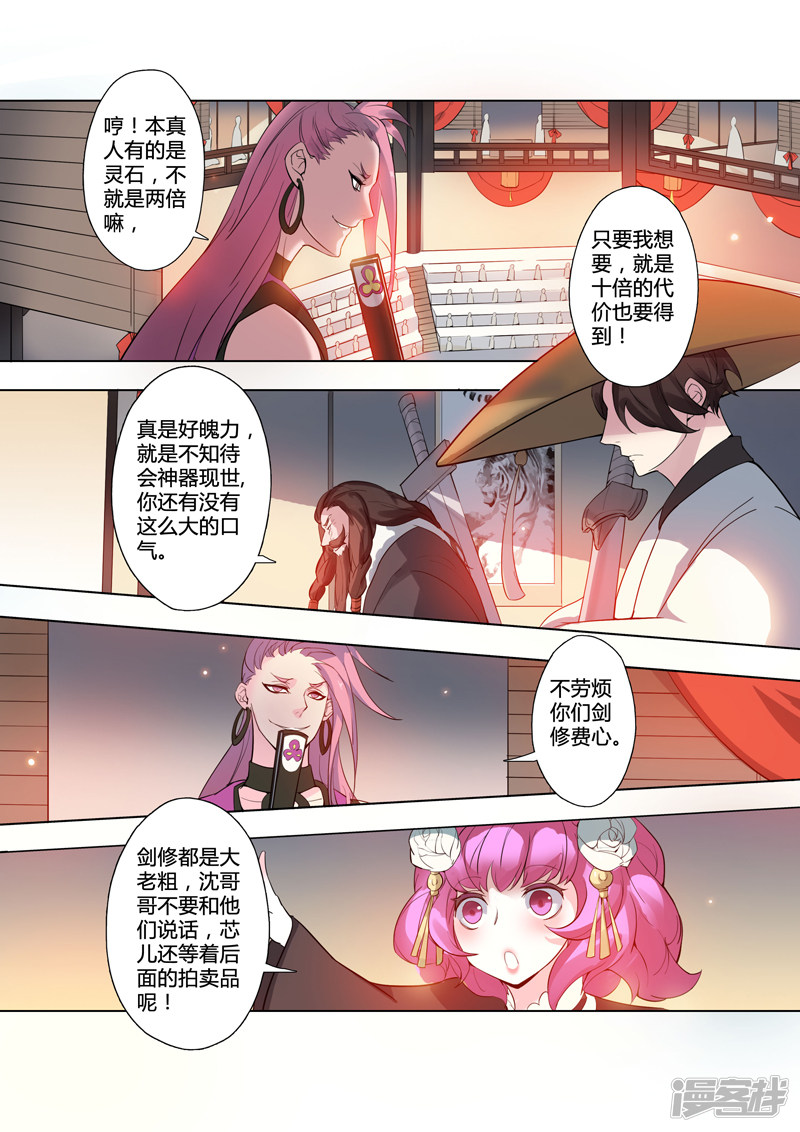 哼！本真
人有的是
灵石，不
就是两倍
嘛，
只要我想
要，就是
十倍的代
价也要得
到！
真是好魄力，
就是不知待
会神器现世,
你还有没有
这么大的口
气。
不劳烦
你们剑
修费心。
剑修都是大
老粗，沈哥
哥不要和他
们说话，芯
儿还等着后
面的拍卖品
呢！
漫客栈